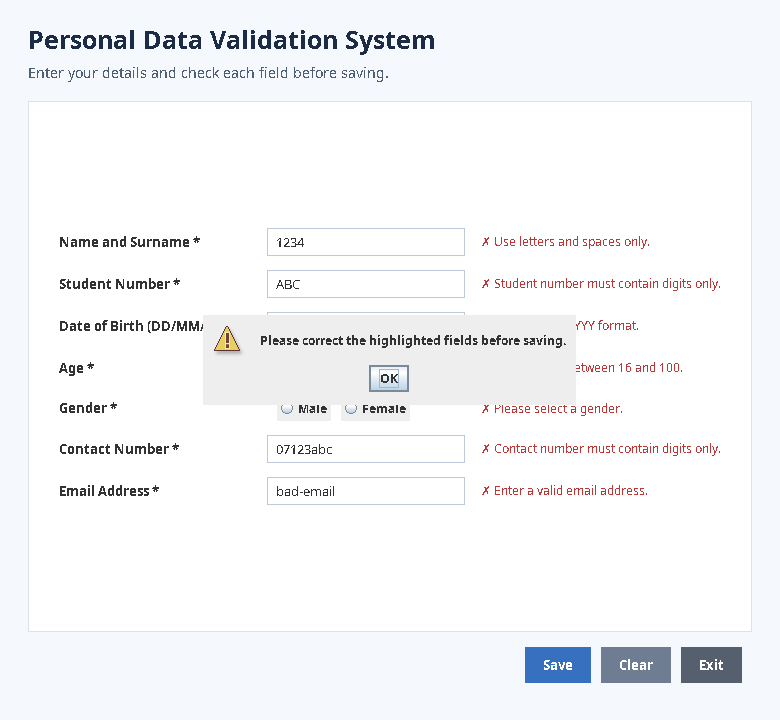 Personal Data Validation System
Enter your details and check each field before saving.
Name and Surname * 1234 ✗ Use letters and spaces only.
Student Number * ABC ✗ Student number must contain digits only.
Date of Birth (DD/MM/ YYY format.
Please correct the highlighted fields before saving.
Age * between 16 and 100.
OK
Gender * Male Female ✗ Please select a gender.
Contact Number * 07123abc ✗ Contact number must contain digits only.
Email Address * bad-email ✗ Enter a valid email address.
Save Clear Exit